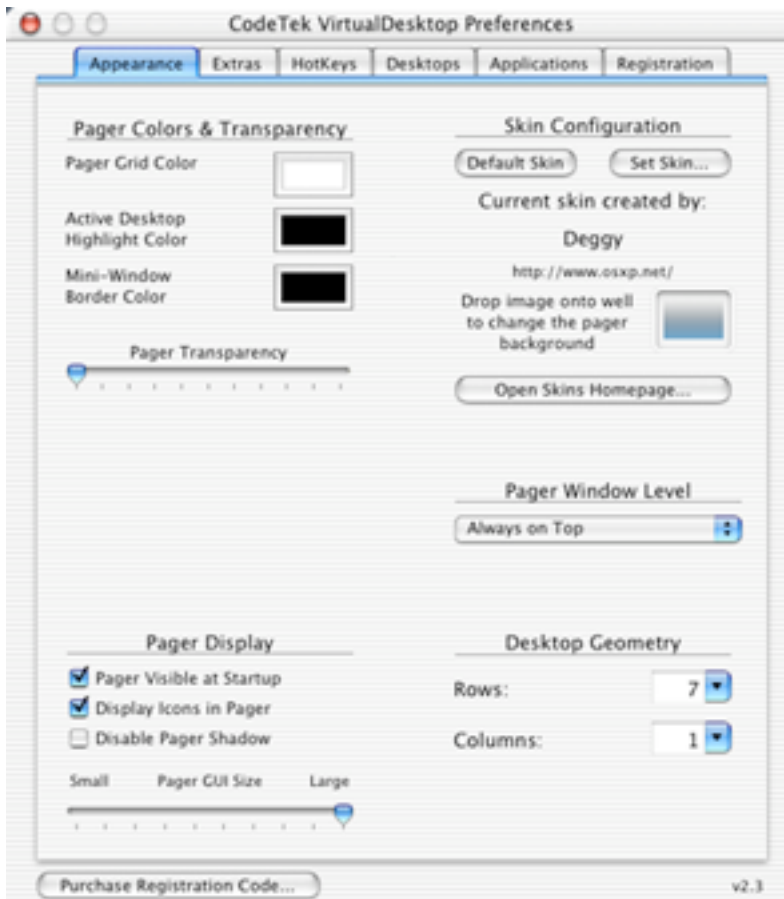 CodeTek VirtualDesktop Preferences
Appearance Extras HotKeys Desktops Applications Registration
Pager Colors & Transparency
Pager Grid Color
Active Desktop
Highlight Color
Mini-Window
Border Color
Pager Transparency
Skin Configuration
Default Skin Set Skin...
Current skin created by:
Deggy
http://www.osxp.net/
Drop image onto well
to change the pager
background
Open Skins Homepage...
Pager Window Level
Always on Top
Pager Display
Pager Visible at Startup
Display Icons in Pager
Disable Pager Shadow
Small Pager GUI Size Large
Desktop Geometry
Rows: 7
Columns: 1
Purchase Registration Code...
v2.3